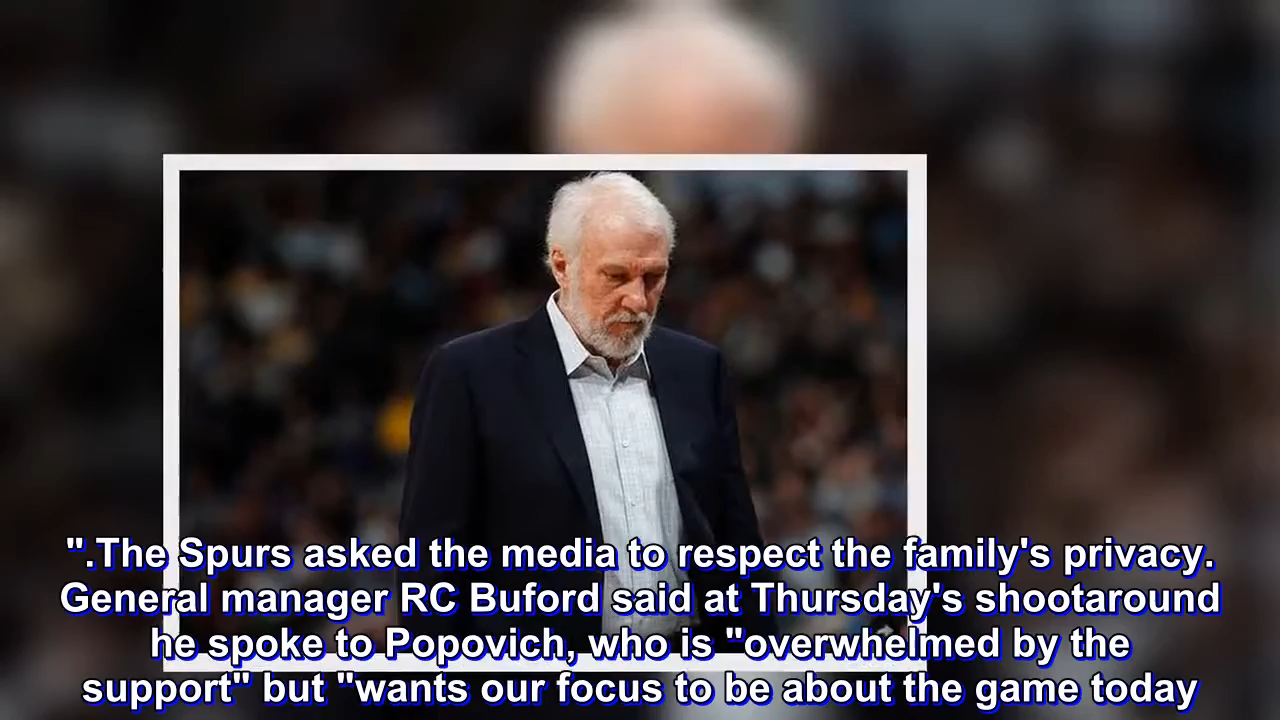 ".The Spurs asked the media to respect the family's privacy.
General manager RC Buford said at Thursday's shootaround
he spoke to Popovich, who is "overwhelmed by the
support" but "wants our focus to be about the game today